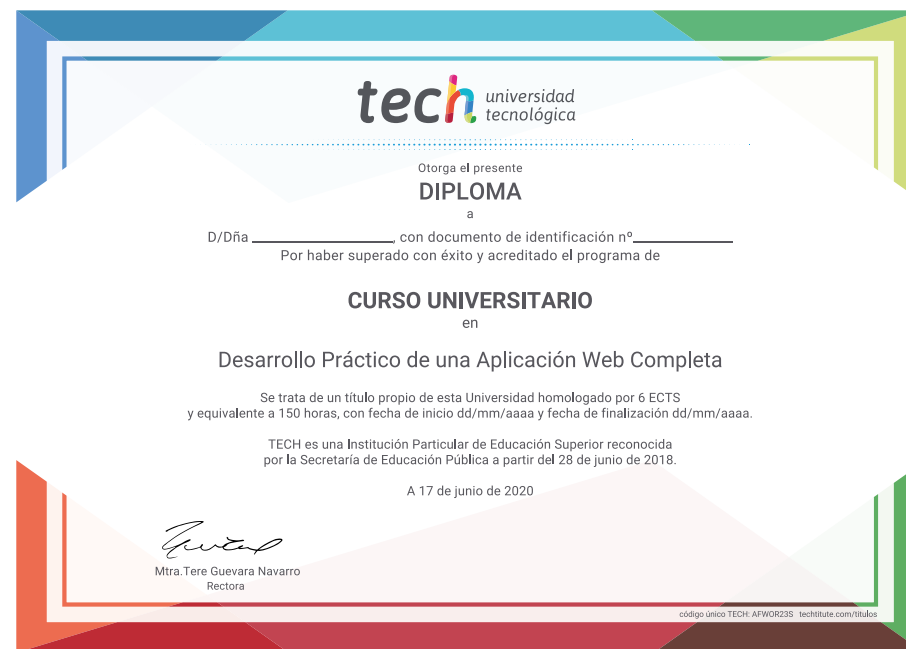 tech universidad
tecnológica
Otorga el presente
DIPLOMA
a
D/Dña ____________________, con documento de identificación nº______________
Por haber superado con éxito y acreditado el programa de
CURSO UNIVERSITARIO
en
Desarrollo Práctico de una Aplicación Web Completa
Se trata de un título propio de esta Universidad homologado por 6 ECTS
y equivalente a 150 horas, con fecha de inicio dd/mm/aaaa y fecha de finalización dd/mm/aaaa.
TECH es una Institución Particular de Educación Superior reconocida
por la Secretaría de Educación Pública a partir del 28 de junio de 2018.
A 17 de junio de 2020
Mtra.Tere Guevara Navarro
Rectora
código único TECH: AFWOR23S techtitute.com/titulos